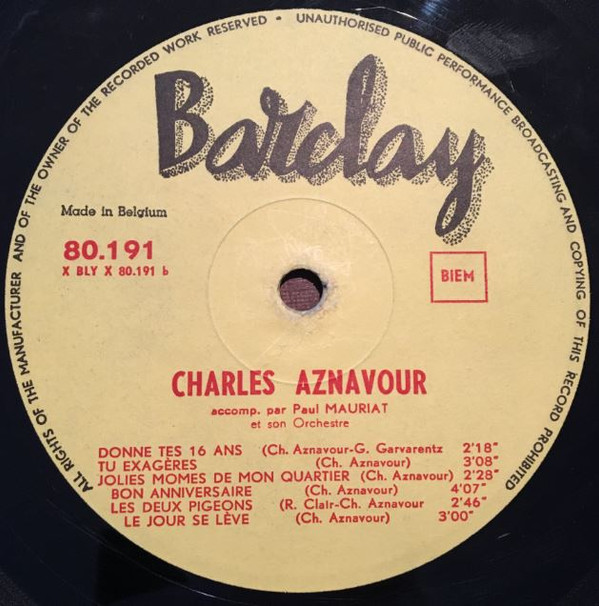 ALL RIGHTS OF THE MANUFACTURER AND OF THE OWNER OF THE RECORDED WORK RESERVED • UNAUTHORISED PUBLIC PERFORMANCE BROADCASTING AND COPYING OF THIS RECORD PROHIBITED
Barclay
Made in Belgium
80.191
X BLY X 80.191 b
BIEM
CHARLES AZNAVOUR
accomp. par Paul MAURIAT
et son Orchestre
DONNE TES 16 ANS (Ch. Aznavour-G. Garvarentz 2'18"
TU EXAGÈRES (Ch. Aznavour) 3'08"
JOLIES MOMES DE MON QUARTIER (Ch. Aznavour) 2'28"
BON ANNIVERSAIRE (Ch. Aznavour) 4'07"
LES DEUX PIGEONS (R. Clair-Ch. Aznavour 2'46"
LE JOUR SE LÈVE (Ch. Aznavour) 3'00"